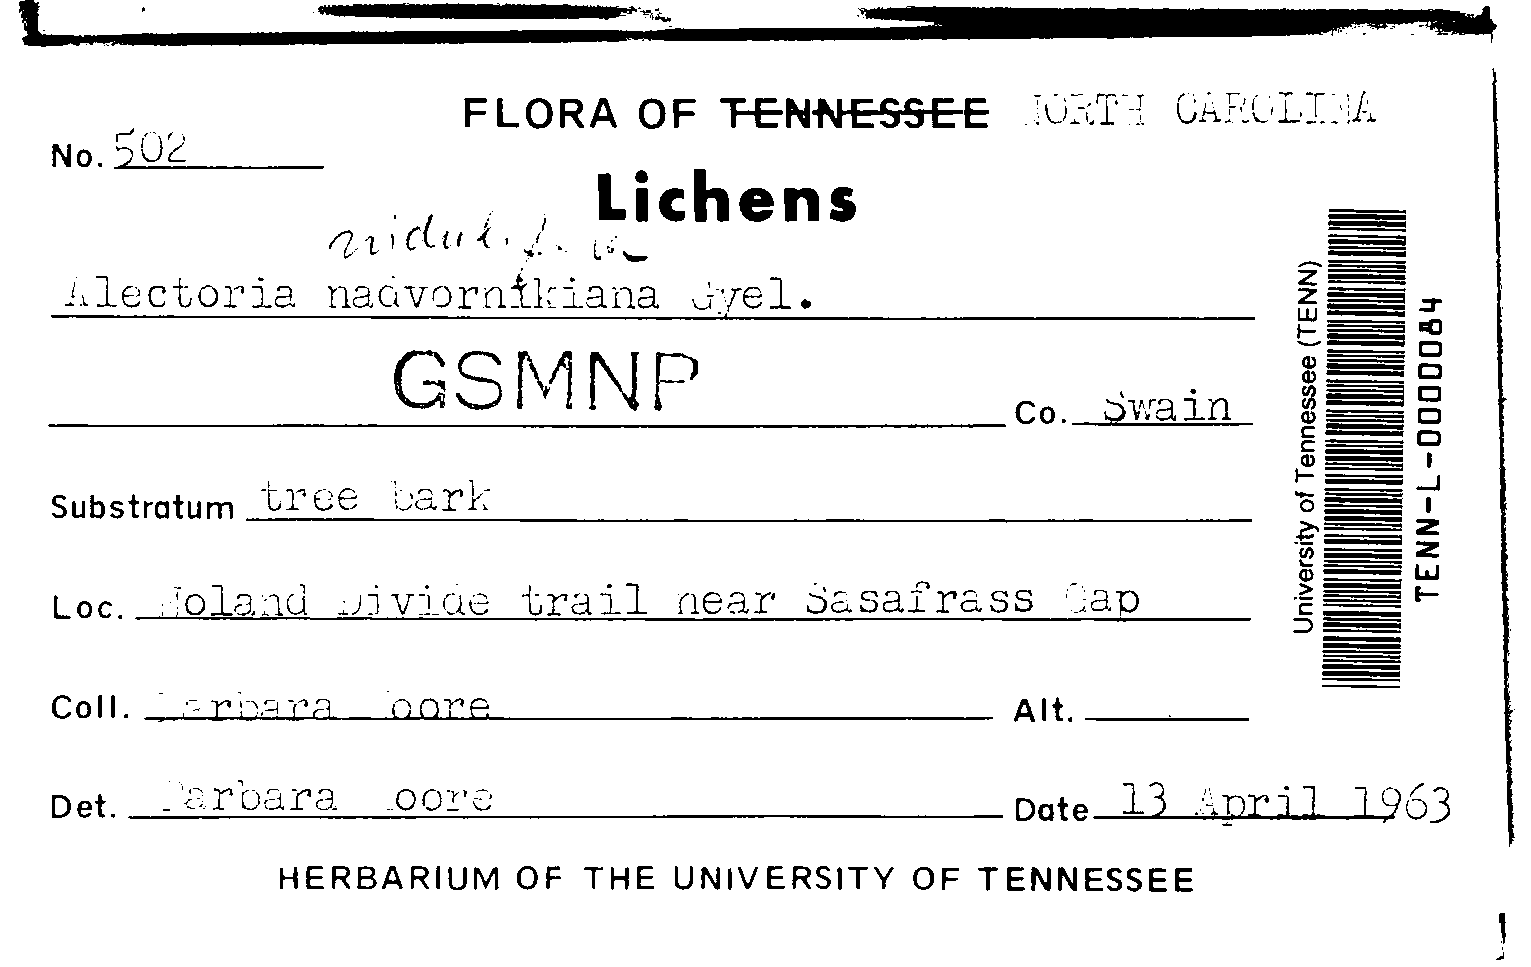 FLORA OF TENNESSEE NORTH CAROLINA
No. 502
Lichens
Alectoria nadvornikiana Gyel.
GSMNP
Co. Swain
Substratum tree bark
Loc. Noland Divide trail near Sasafrass Gap
Coll. Barbara Moore
Alt.
Det. Barbara Moore
Date 13 April 1963
HERBARIUM OF THE UNIVERSITY OF TENNESSEE
University of Tennessee (TENN)
TENN-L-0000084